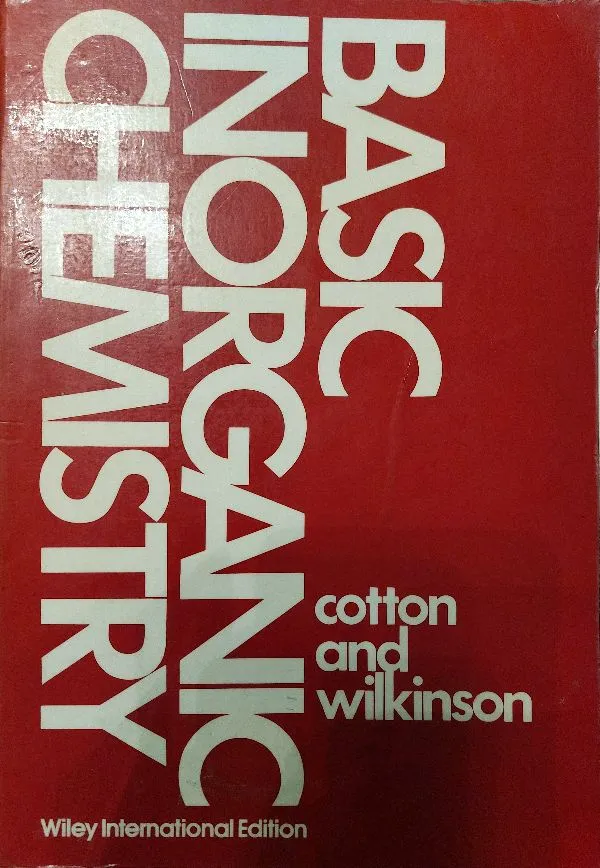 BASIC
INORGANIC
CHEMISTRY
cotton
and
wilkinson
Wiley International Edition